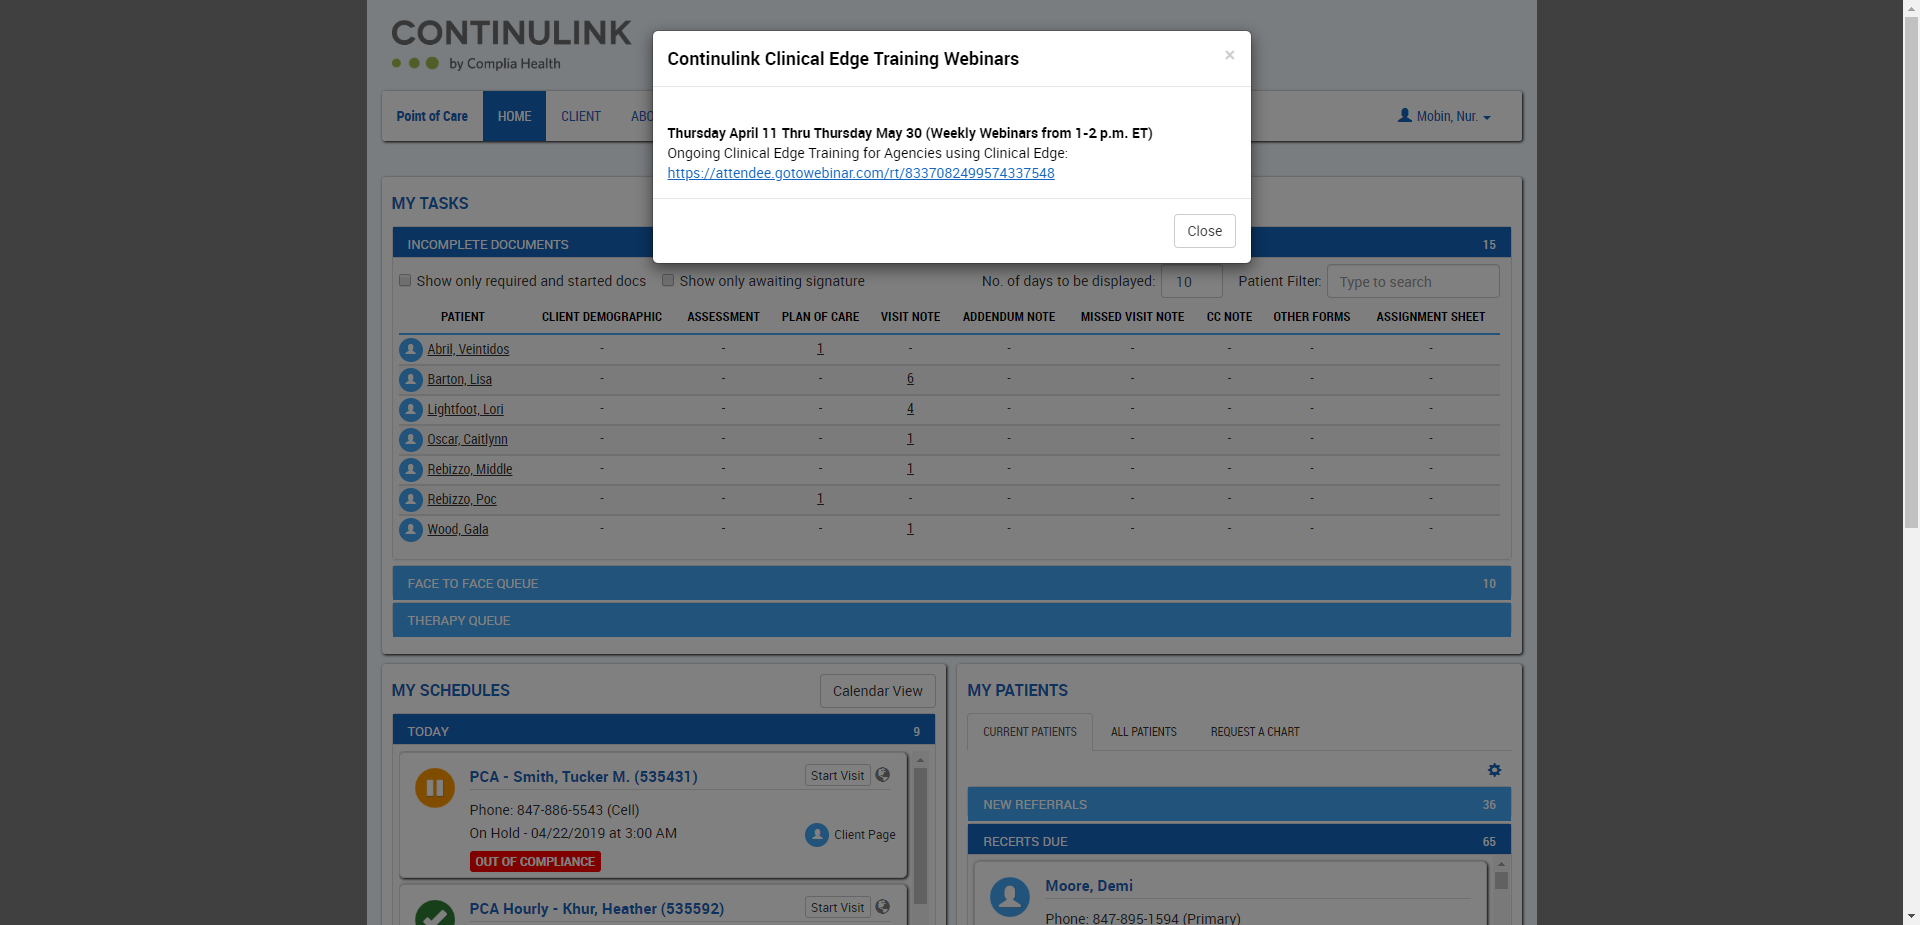 CONTINULINK
by Complia Health
Continulink Clinical Edge Training Webinars
×
Thursday April 11 Thru Thursday May 30 (Weekly Webinars from 1-2 p.m. ET)
Ongoing Clinical Edge Training for Agencies using Clinical Edge:
https://attendee.gotowebinar.com/rt/8337082499574337548
Close
Point of Care HOME CLIENT ABO Mobin, Nur.
MY TASKS
INCOMPLETE DOCUMENTS 15
Show only required and started docs Show only awaiting signature No. of days to be displayed: 10 Patient Filter: Type to search
PATIENT CLIENT DEMOGRAPHIC ASSESSMENT PLAN OF CARE VISIT NOTE ADDENDUM NOTE MISSED VISIT NOTE CC NOTE OTHER FORMS ASSIGNMENT SHEET
Abril, Veintidos - - 1 - - - - - -
Barton, Lisa - - - 6 - - - - -
Lightfoot, Lori - - - 4 - - - - -
Oscar, Caitlynn - - - 1 - - - - -
Rebizzo, Middle - - - 1 - - - - -
Rebizzo, Poc - - 1 - - - - - -
Wood, Gala - - - 1 - - - - -
FACE TO FACE QUEUE 10
THERAPY QUEUE
MY SCHEDULES Calendar View
TODAY 9
PCA - Smith, Tucker M. (535431) Start Visit
Phone: 847-886-5543 (Cell)
On Hold - 04/22/2019 at 3:00 AM Client Page
OUT OF COMPLIANCE
PCA Hourly - Khur, Heather (535592) Start Visit
MY PATIENTS
CURRENT PATIENTS ALL PATIENTS REQUEST A CHART
NEW REFERRALS 36
RECERTS DUE 65
Moore, Demi
Phone: 847-895-1594 (Primary)